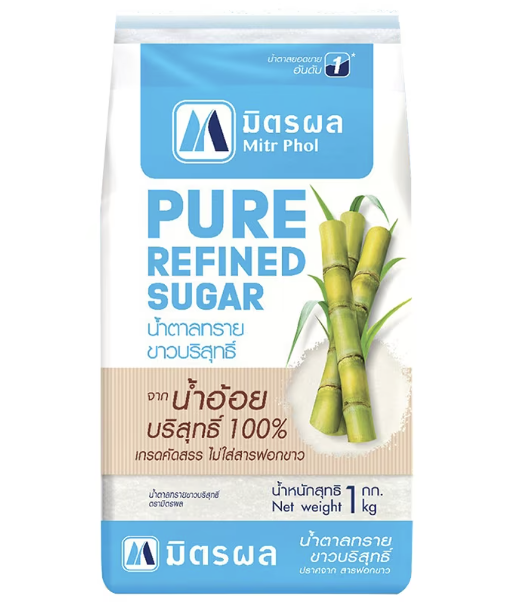 น้ำตาลยอดขาย
อันดับ 1*
มิตรผล
Mitr Phol
PURE
REFINED
SUGAR
น้ำตาลทราย
ขาวบริสุทธิ์
จาก น้ำอ้อย
บริสุทธิ์ 100%
เกรดคัดสรร ไม่ใส่สารฟอกขาว
น้ำตาลทรายขาวบริสุทธิ์
ตรามิตรผล
น้ำหนักสุทธิ 1 กก.
Net weight 1 kg
มิตรผล
น้ำตาลทราย
ขาวบริสุทธิ์
ปราศจาก สารฟอกขาว